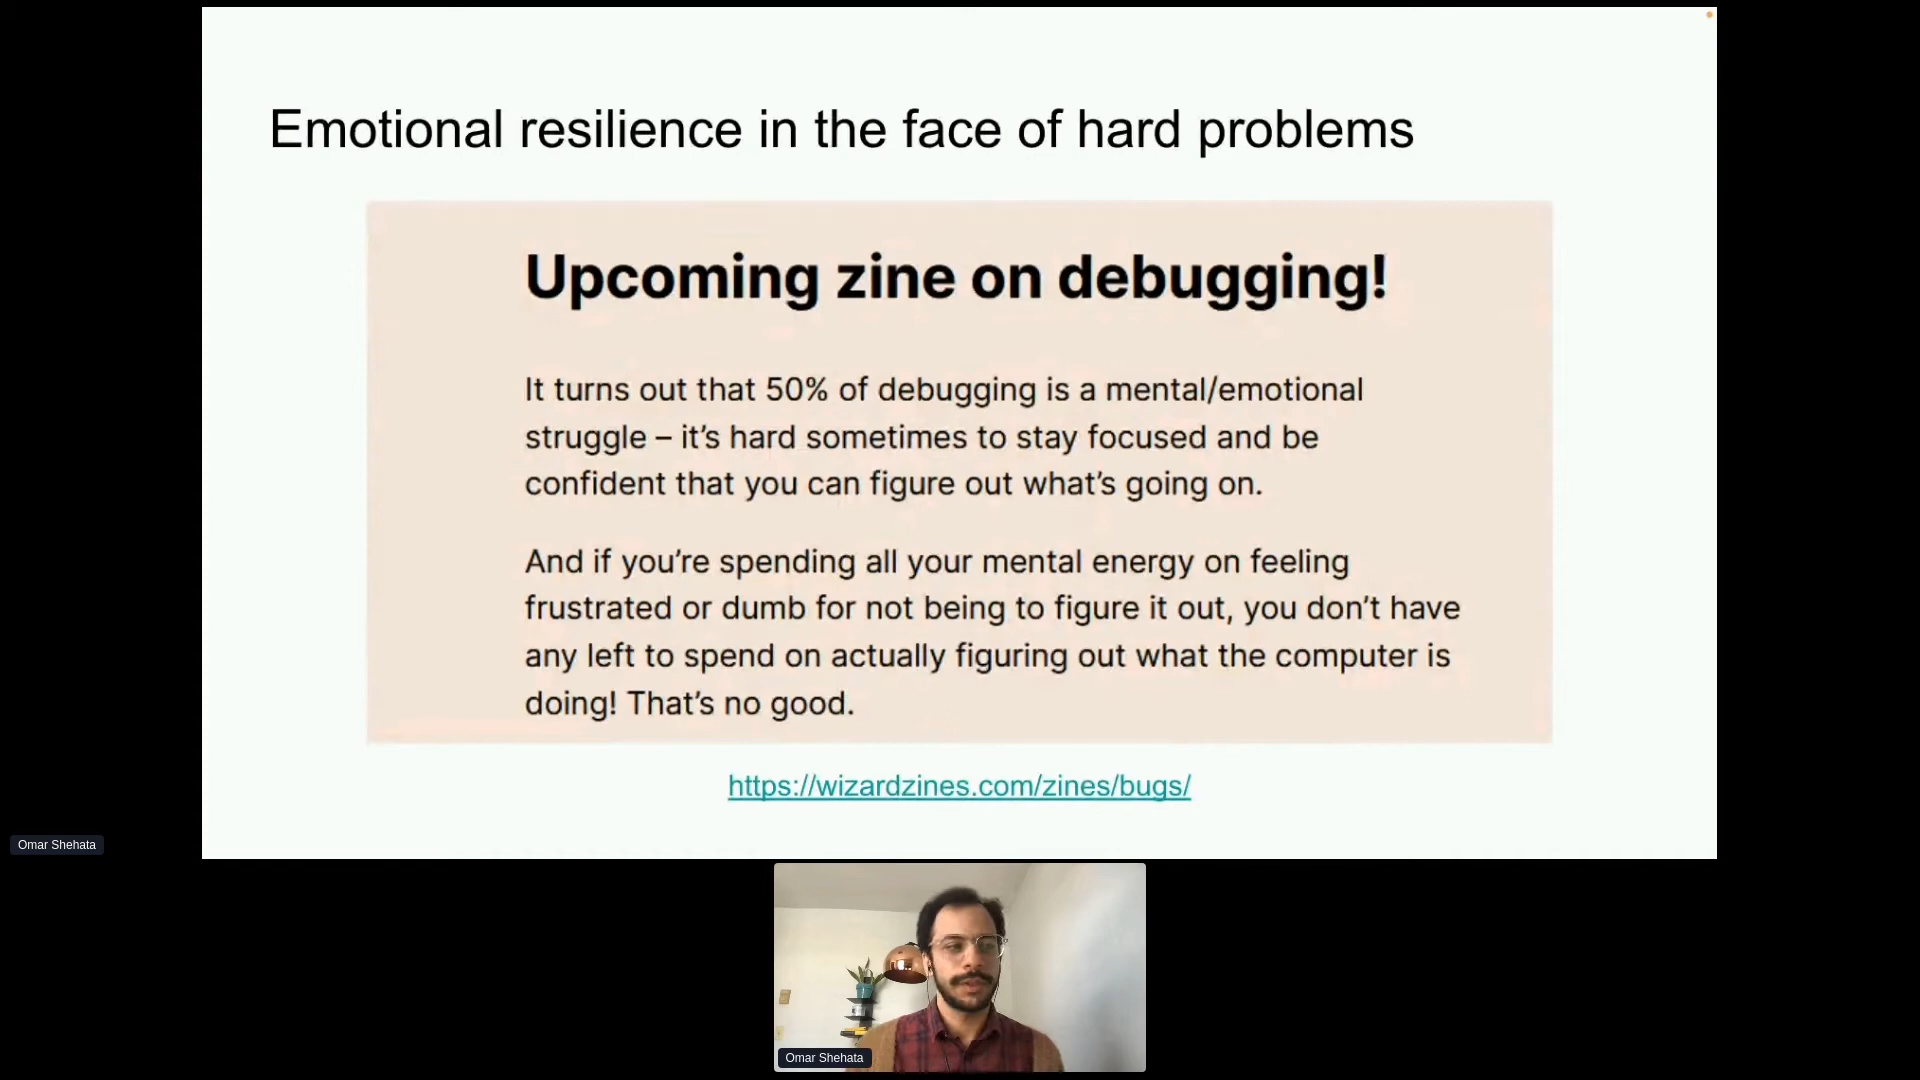 Emotional resilience in the face of hard problems
Upcoming zine on debugging!
It turns out that 50% of debugging is a mental/emotional
struggle – it’s hard sometimes to stay focused and be
confident that you can figure out what’s going on.
And if you’re spending all your mental energy on feeling
frustrated or dumb for not being to figure it out, you don’t have
any left to spend on actually figuring out what the computer is
doing! That’s no good.
https://wizardzines.com/zines/bugs/
Omar Shehata
Omar Shehata